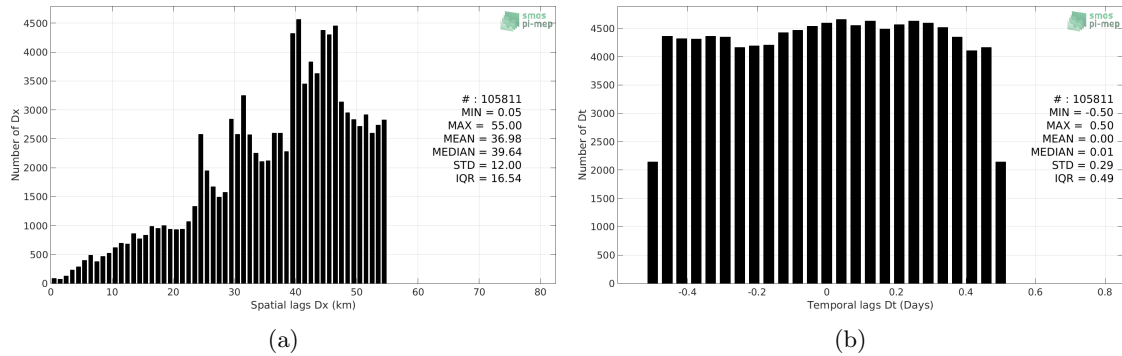 4500
4000
3500
3000
2500
2000
1500
1000
500
0
Number of Dx
smos
pi-mep
# : 105811
MIN = 0.05
MAX = 55.00
MEAN = 36.98
MEDIAN = 39.64
STD = 12.00
IQR = 16.54
0 10 20 30 40 50 60 70 80
Spatial lags Dx (km)
(a)
4500
4000
3500
3000
2500
2000
1500
1000
500
0
Number of Dt
smos
pi-mep
# : 105811
MIN = -0.50
MAX = 0.50
MEAN = 0.00
MEDIAN = 0.01
STD = 0.29
IQR = 0.49
-0.4 -0.2 0 0.2 0.4 0.6 0.8
Temporal lags Dt (Days)
(b)